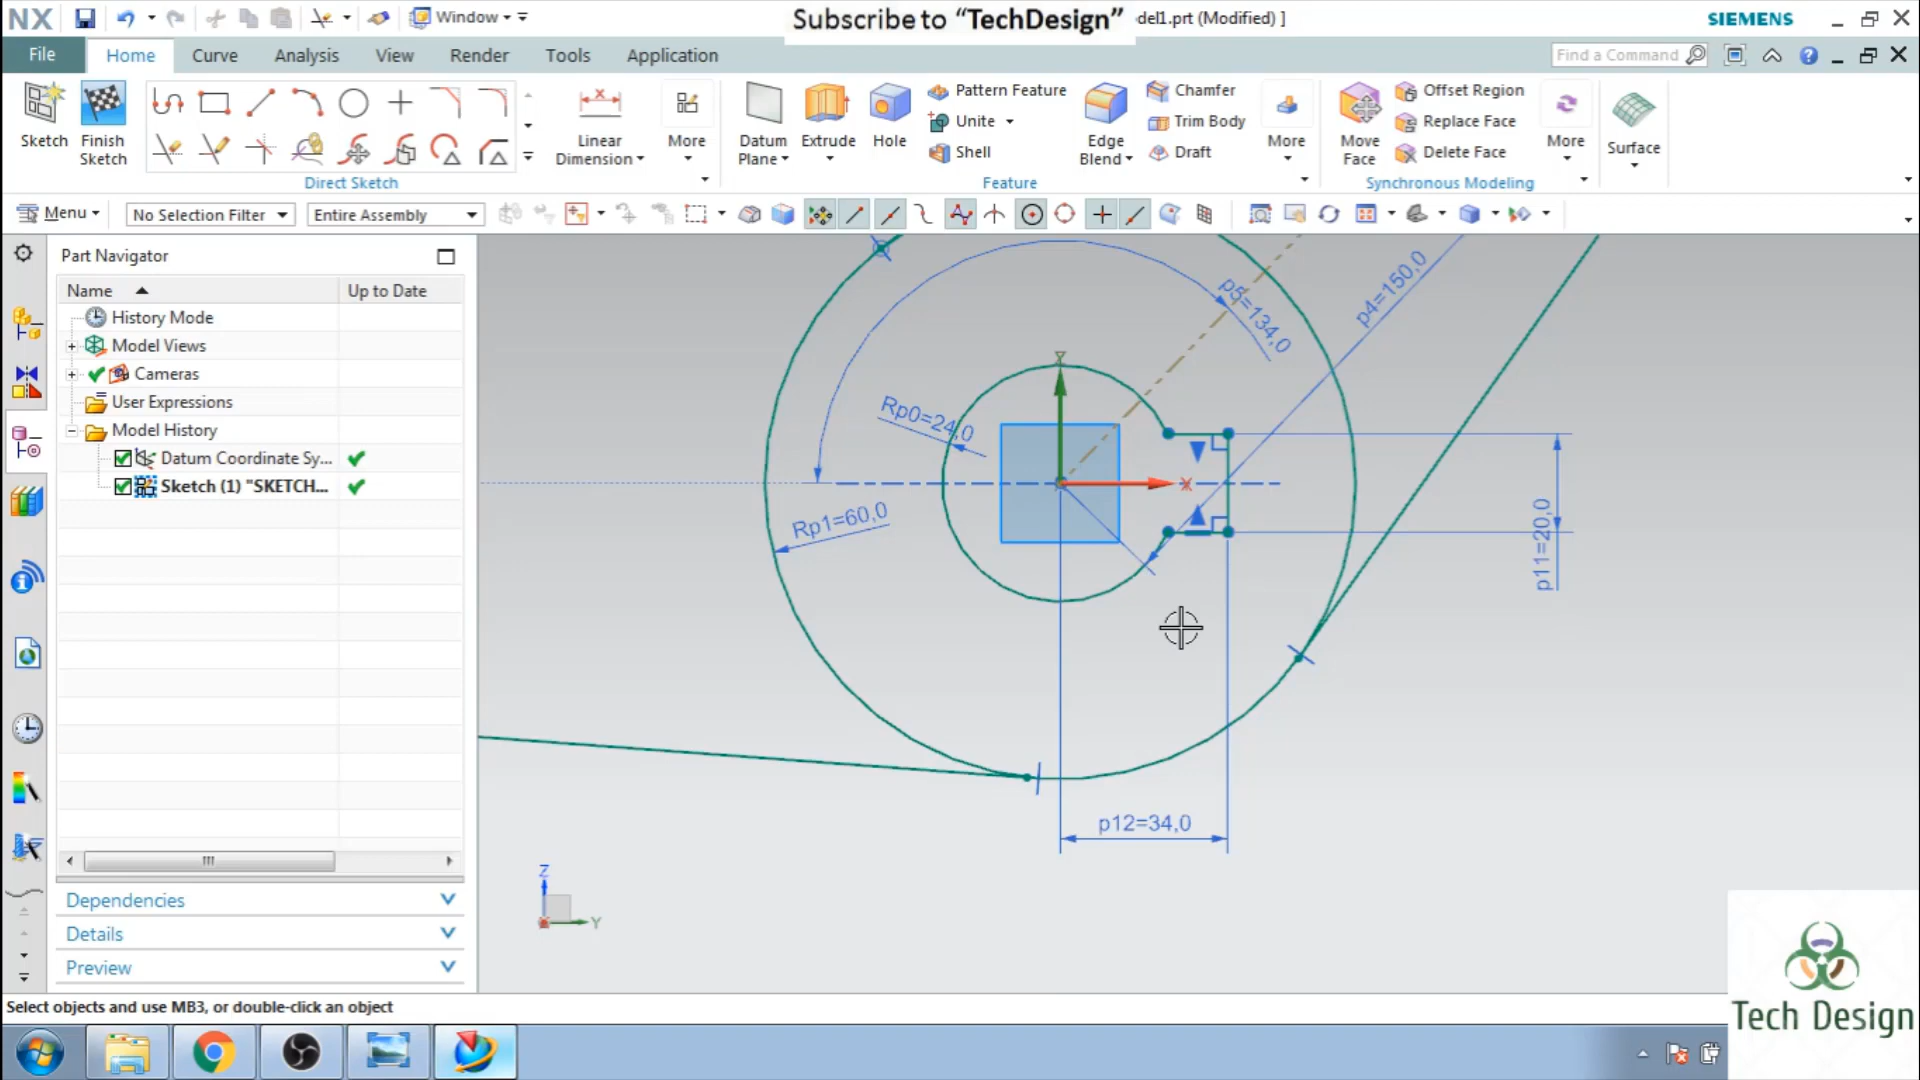 NX
Window
Subscribe to “TechDesign”
del1.prt (Modified) ]
SIEMENS
File
Home
Curve
Analysis
View
Render
Tools
Application
Find a Command
Sketch
Finish
Sketch
Direct Sketch
Linear
Dimension
More
Datum
Plane
Extrude
Hole
Pattern Feature
Unite
Shell
Edge
Blend
Chamfer
Trim Body
Draft
More
Feature
Move
Face
Offset Region
Replace Face
Delete Face
More
Synchronous Modeling
Surface
Menu
No Selection Filter
Entire Assembly
Part Navigator
Name
Up to Date
History Mode
Model Views
Cameras
User Expressions
Model History
Datum Coordinate Sy...
Sketch (1) "SKETCH...
Dependencies
Details
Preview
p5=134,0
p4=150,0
Rp0=24,0
Rp1=60,0
Y
X
p11=20,0
p12=34,0
Z
Y
Select objects and use MB3, or double-click an object
Tech Design